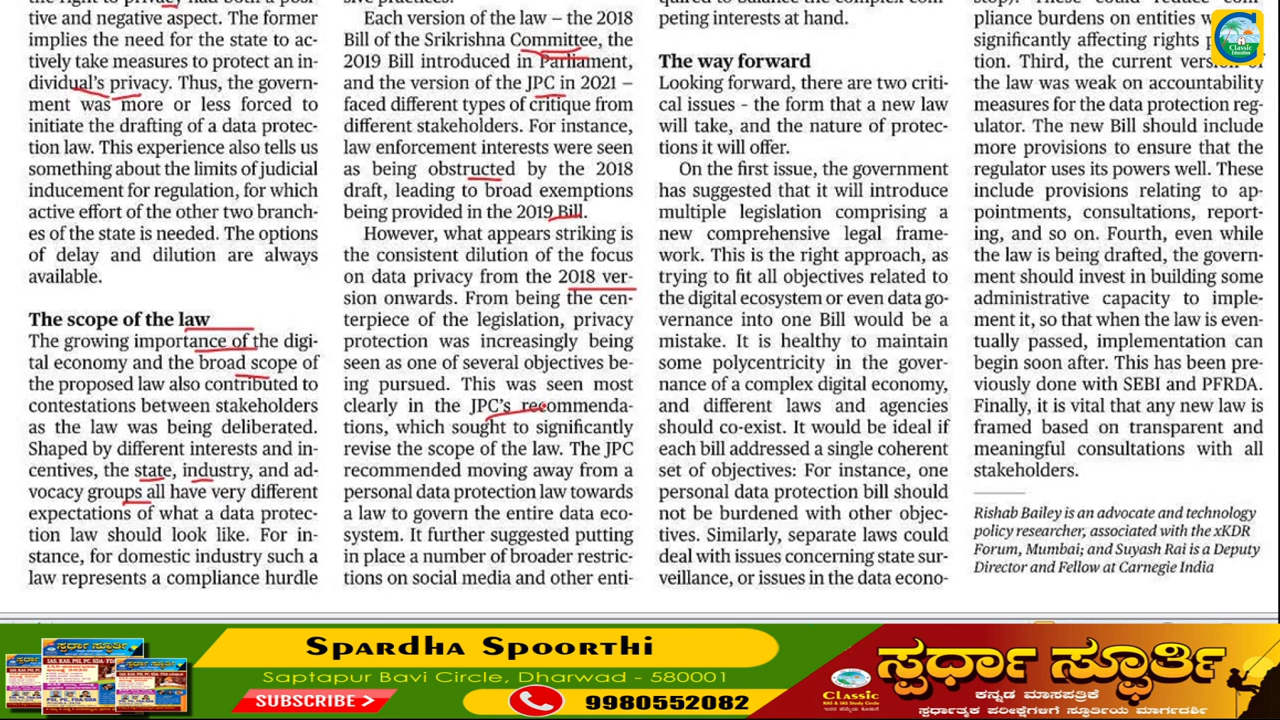 the right to privacy had both a posi-
tive and negative aspect. The former
implies the need for the state to ac-
tively take measures to protect an in-
dividual's privacy. Thus, the govern-
ment was more or less forced to
initiate the drafting of a data protec-
tion law. This experience also tells us
something about the limits of judicial
inducement for regulation, for which
active effort of the other two branch-
es of the state is needed. The options
of delay and dilution are always
available.
The scope of the law
The growing importance of the digi-
tal economy and the broad scope of
the proposed law also contributed to
contestations between stakeholders
as the law was being deliberated.
Shaped by different interests and in-
centives, the state, industry, and ad-
vocacy groups all have very different
expectations of what a data protec-
tion law should look like. For in-
stance, for domestic industry such a
law represents a compliance hurdle
sive practices.
Each version of the law – the 2018
Bill of the Srikrishna Committee, the
2019 Bill introduced in Parliament,
and the version of the JPC in 2021 –
faced different types of critique from
different stakeholders. For instance,
law enforcement interests were seen
as being obstructed by the 2018
draft, leading to broad exemptions
being provided in the 2019 Bill.
However, what appears striking is
the consistent dilution of the focus
on data privacy from the 2018 ver-
sion onwards. From being the cen-
terpiece of the legislation, privacy
protection was increasingly being
seen as one of several objectives be-
ing pursued. This was seen most
clearly in the JPC's recommenda-
tions, which sought to significantly
revise the scope of the law. The JPC
recommended moving away from a
personal data protection law towards
a law to govern the entire data eco-
system. It further suggested putting
in place a number of broader restric-
tions on social media and other enti-
quired to balance the complex com-
peting interests at hand.
The way forward
Looking forward, there are two criti-
cal issues - the form that a new law
will take, and the nature of protec-
tions it will offer.
On the first issue, the government
has suggested that it will introduce
multiple legislation comprising a
new comprehensive legal frame-
work. This is the right approach, as
trying to fit all objectives related to
the digital ecosystem or even data go-
vernance into one Bill would be a
mistake. It is healthy to maintain
some polycentricity in the gover-
nance of a complex digital economy,
and different laws and agencies
should co-exist. It would be ideal if
each bill addressed a single coherent
set of objectives: For instance, one
personal data protection bill should
not be burdened with other objec-
tives. Similarly, separate laws could
deal with issues concerning state sur-
veillance, or issues in the data econo-
stop). These could reduce com-
pliance burdens on entities w
significantly affecting rights p
tion. Third, the current version of
the law was weak on accountability
measures for the data protection reg-
ulator. The new Bill should include
more provisions to ensure that the
regulator uses its powers well. These
include provisions relating to ap-
pointments, consultations, report-
ing, and so on. Fourth, even while
the law is being drafted, the govern-
ment should invest in building some
administrative capacity to imple-
ment it, so that when the law is even-
tually passed, implementation can
begin soon after. This has been pre-
viously done with SEBI and PFRDA.
Finally, it is vital that any new law is
framed based on transparent and
meaningful consultations with all
stakeholders.
Rishab Bailey is an advocate and technology
policy researcher, associated with the xKDR
Forum, Mumbai; and Suyash Rai is a Deputy
Director and Fellow at Carnegie India
Classic
Education
Spardha Spoorthi
Saptapur Bavi Circle, Dharwad - 580001
SUBSCRIBE
9980552082
Classic
ಸ್ಪರ್ಧಾ ಸ್ಫೂರ್ತಿ
ಕನ್ನಡ ಮಾಸಪತ್ರಿಕೆ
ಸ್ಪರ್ಧಾತ್ಮಕ ಪರೀಕ್ಷೆಗಳಿಗೆ ಸ್ಫೂರ್ತಿಯ ಮಾರ್ಗದರ್ಶಿ